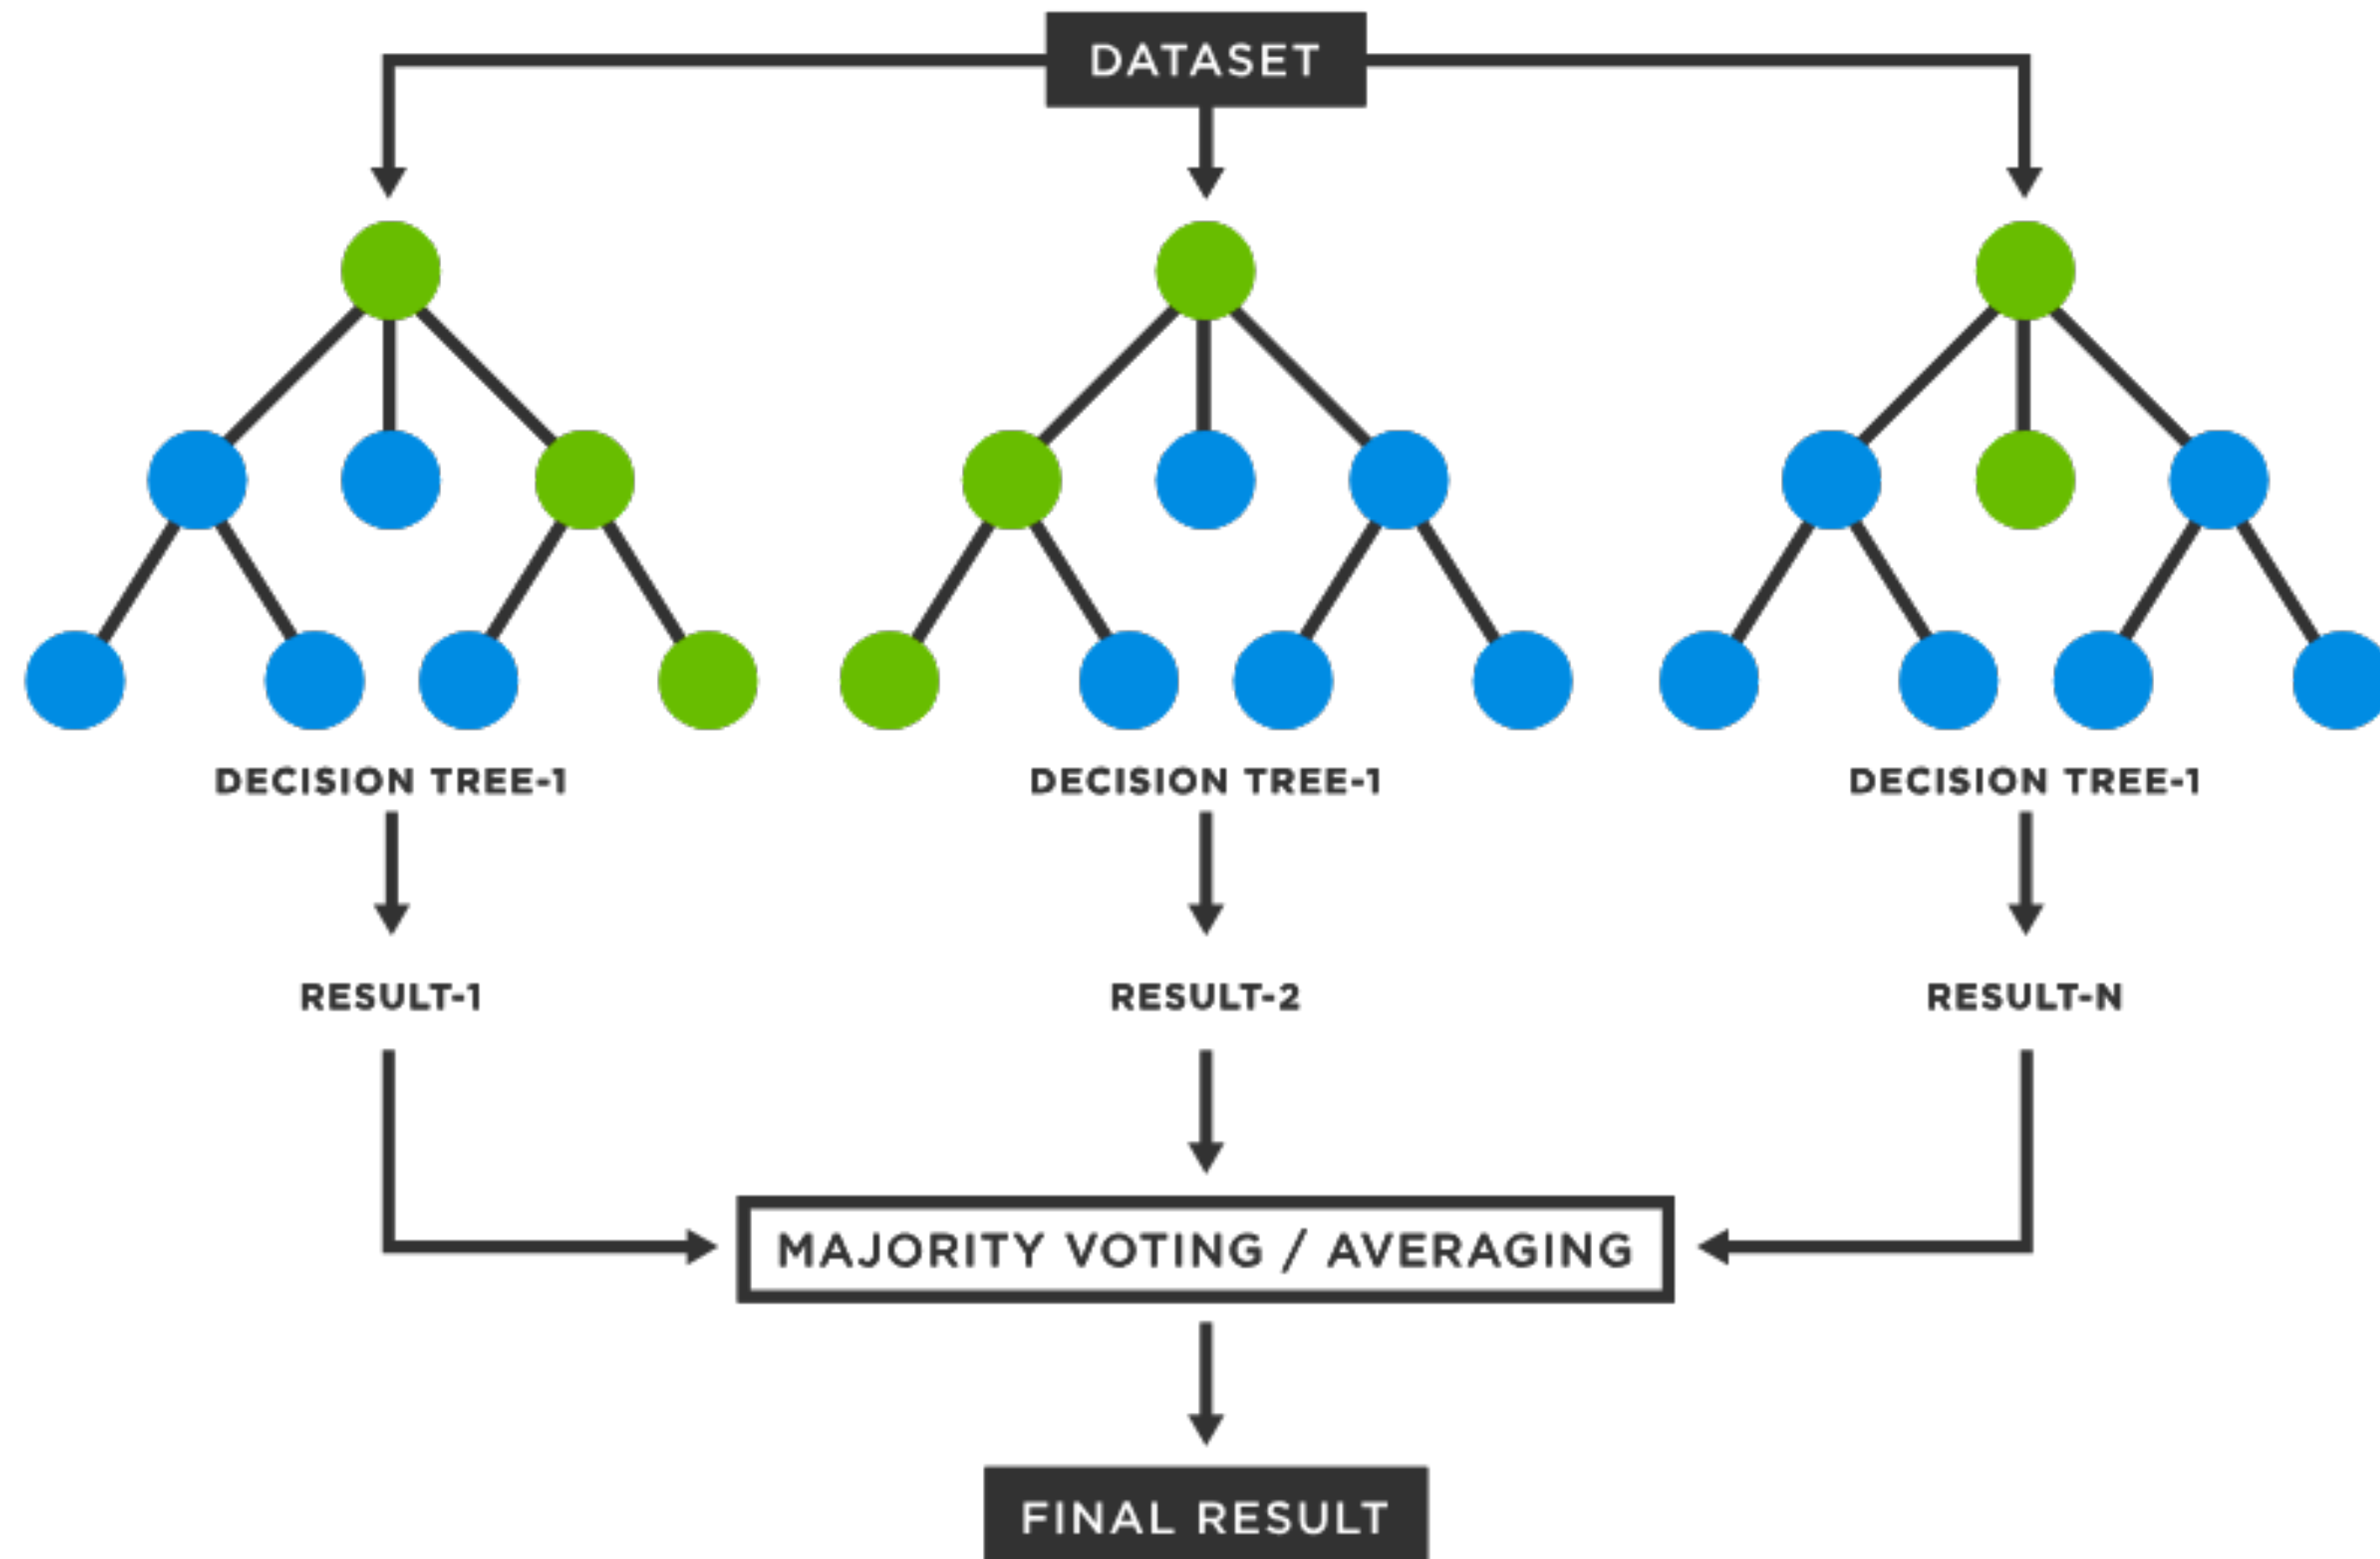 DATASET
DECISION TREE-1
DECISION TREE-1
DECISION TREE-1
RESULT-1
RESULT-2
RESULT-N
MAJORITY VOTING / AVERAGING
FINAL RESULT